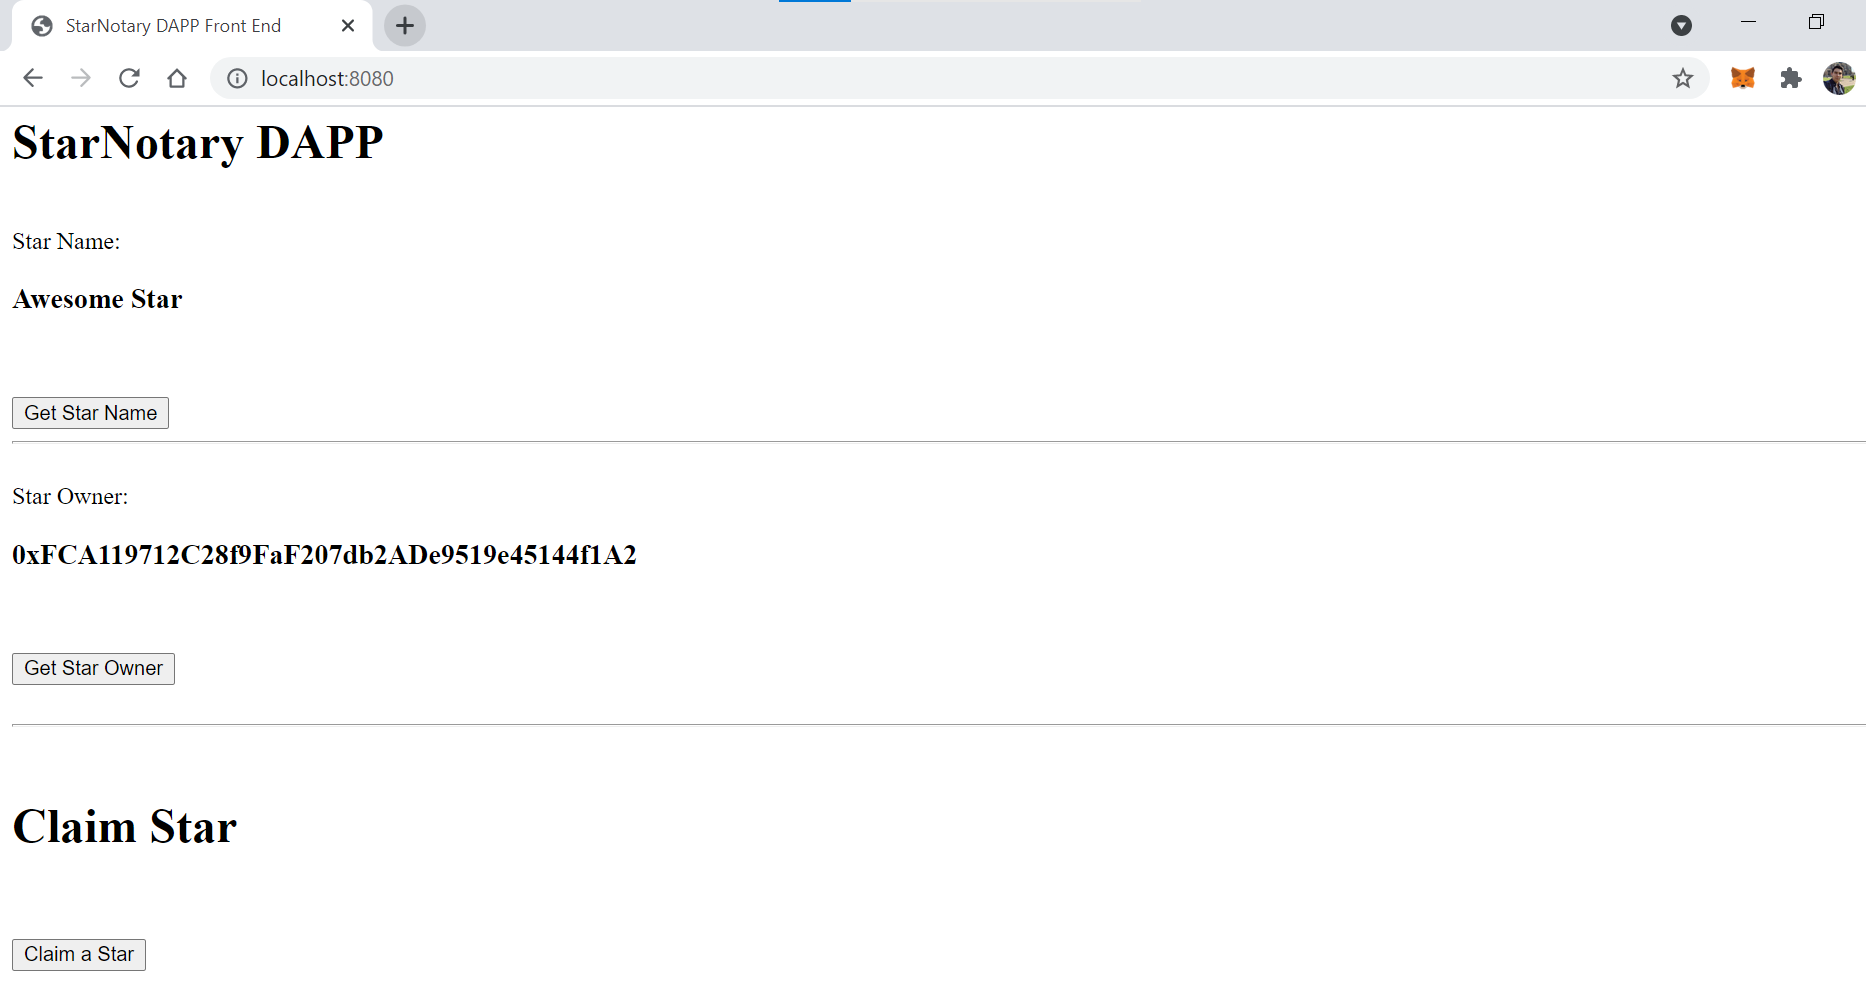 StarNotary DAPP Front End
localhost:8080
StarNotary DAPP
Star Name:
Awesome Star
Get Star Name
Star Owner:
0xFCA119712C28f9FaF207db2ADe9519e45144f1A2
Get Star Owner
Claim Star
Claim a Star